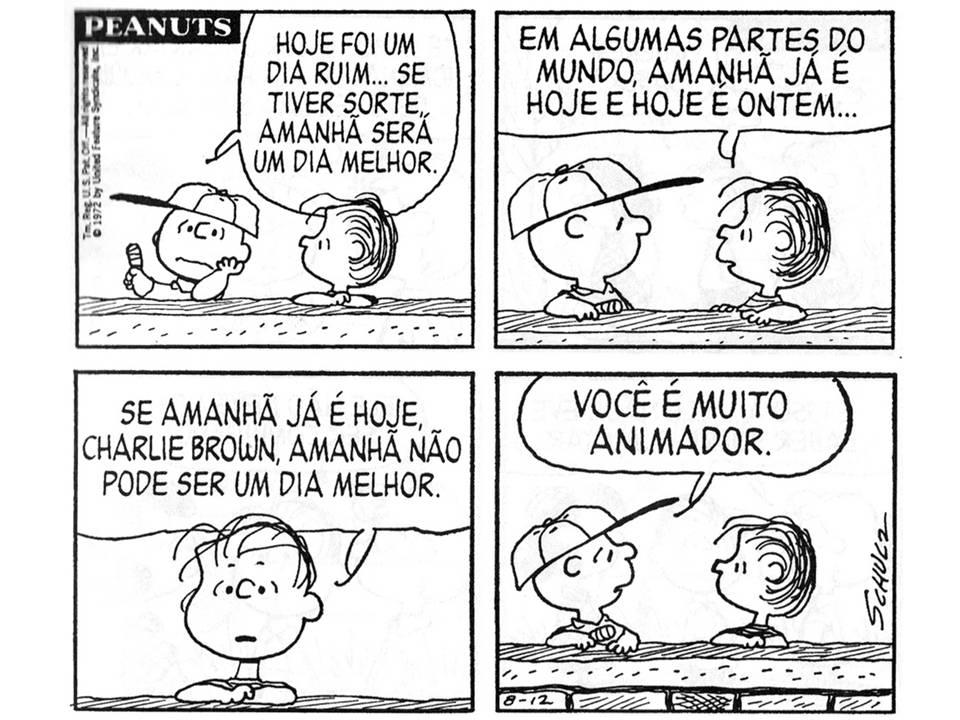 PEANUTS
Tm. Reg. U.S. Pat. Off.—All rights reserved
© 1972 by United Feature Syndicate, Inc.
HOJE FOI UM
DIA RUIM... SE
TIVER SORTE,
AMANHÃ SERÁ
UM DIA MELHOR.
EM ALGUMAS PARTES DO
MUNDO, AMANHÃ JÁ É
HOJE E HOJE É ONTEM...
SE AMANHÃ JÁ É HOJE,
CHARLIE BROWN, AMANHÃ NÃO
PODE SER UM DIA MELHOR.
VOCÊ É MUITO
ANIMADOR.
SCHULZ
8-12